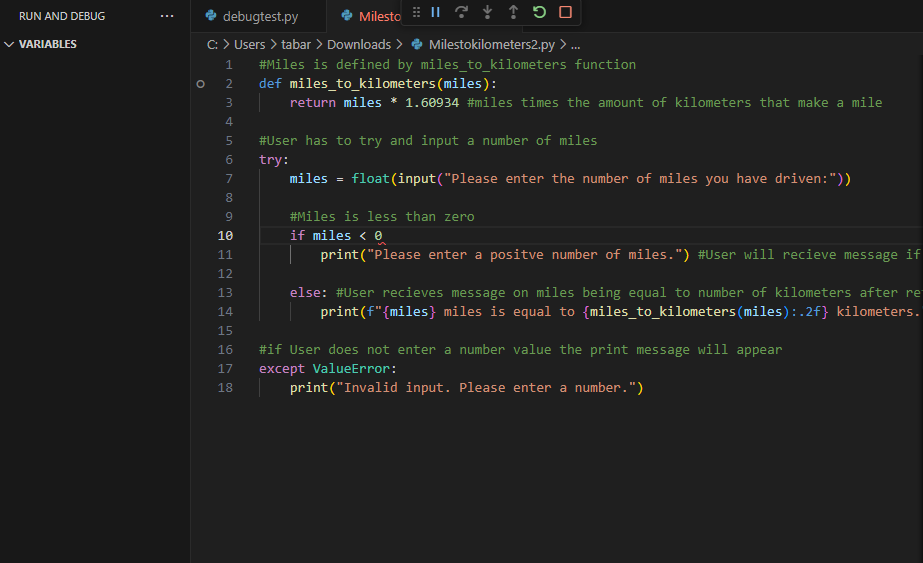 RUN AND DEBUG
VARIABLES
debugtest.py
Milesto
C: > Users > tabar > Downloads > Milestokilometers2.py > ...
1 #Miles is defined by miles_to_kilometers function
2 def miles_to_kilometers(miles):
3 return miles * 1.60934 #miles times the amount of kilometers that make a mile
4
5 #User has to try and input a number of miles
6 try:
7 miles = float(input("Please enter the number of miles you have driven:"))
8
9 #Miles is less than zero
10 if miles < 0
11 print("Please enter a positve number of miles.") #User will recieve message if
12
13 else: #User recieves message on miles being equal to number of kilometers after re
14 print(f"{miles} miles is equal to {miles_to_kilometers(miles):.2f} kilometers.
15
16 #if User does not enter a number value the print message will appear
17 except ValueError:
18 print("Invalid input. Please enter a number.")